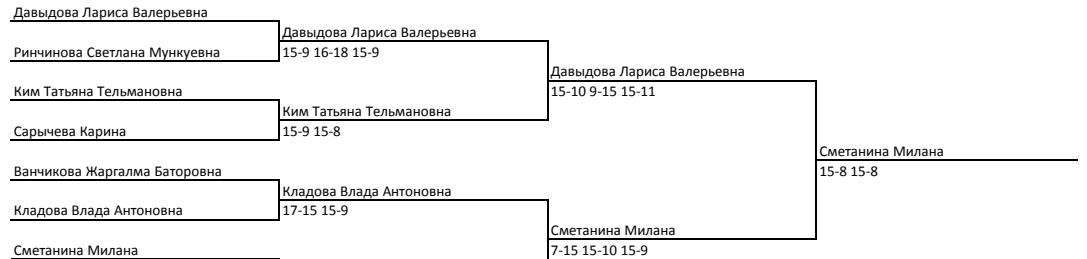 Давыдова Лариса Валерьевна
Давыдова Лариса Валерьевна
Ринчинова Светлана Мункуевна
15-9 16-18 15-9
Давыдова Лариса Валерьевна
Ким Татьяна Тельмановна
15-10 9-15 15-11
Ким Татьяна Тельмановна
Сарычева Карина
15-9 15-8
Сметанина Милана
Ванчикова Жаргалма Баторовна
15-8 15-8
Кладова Влада Антоновна
Кладова Влада Антоновна
17-15 15-9
Сметанина Милана
Сметанина Милана
7-15 15-10 15-9